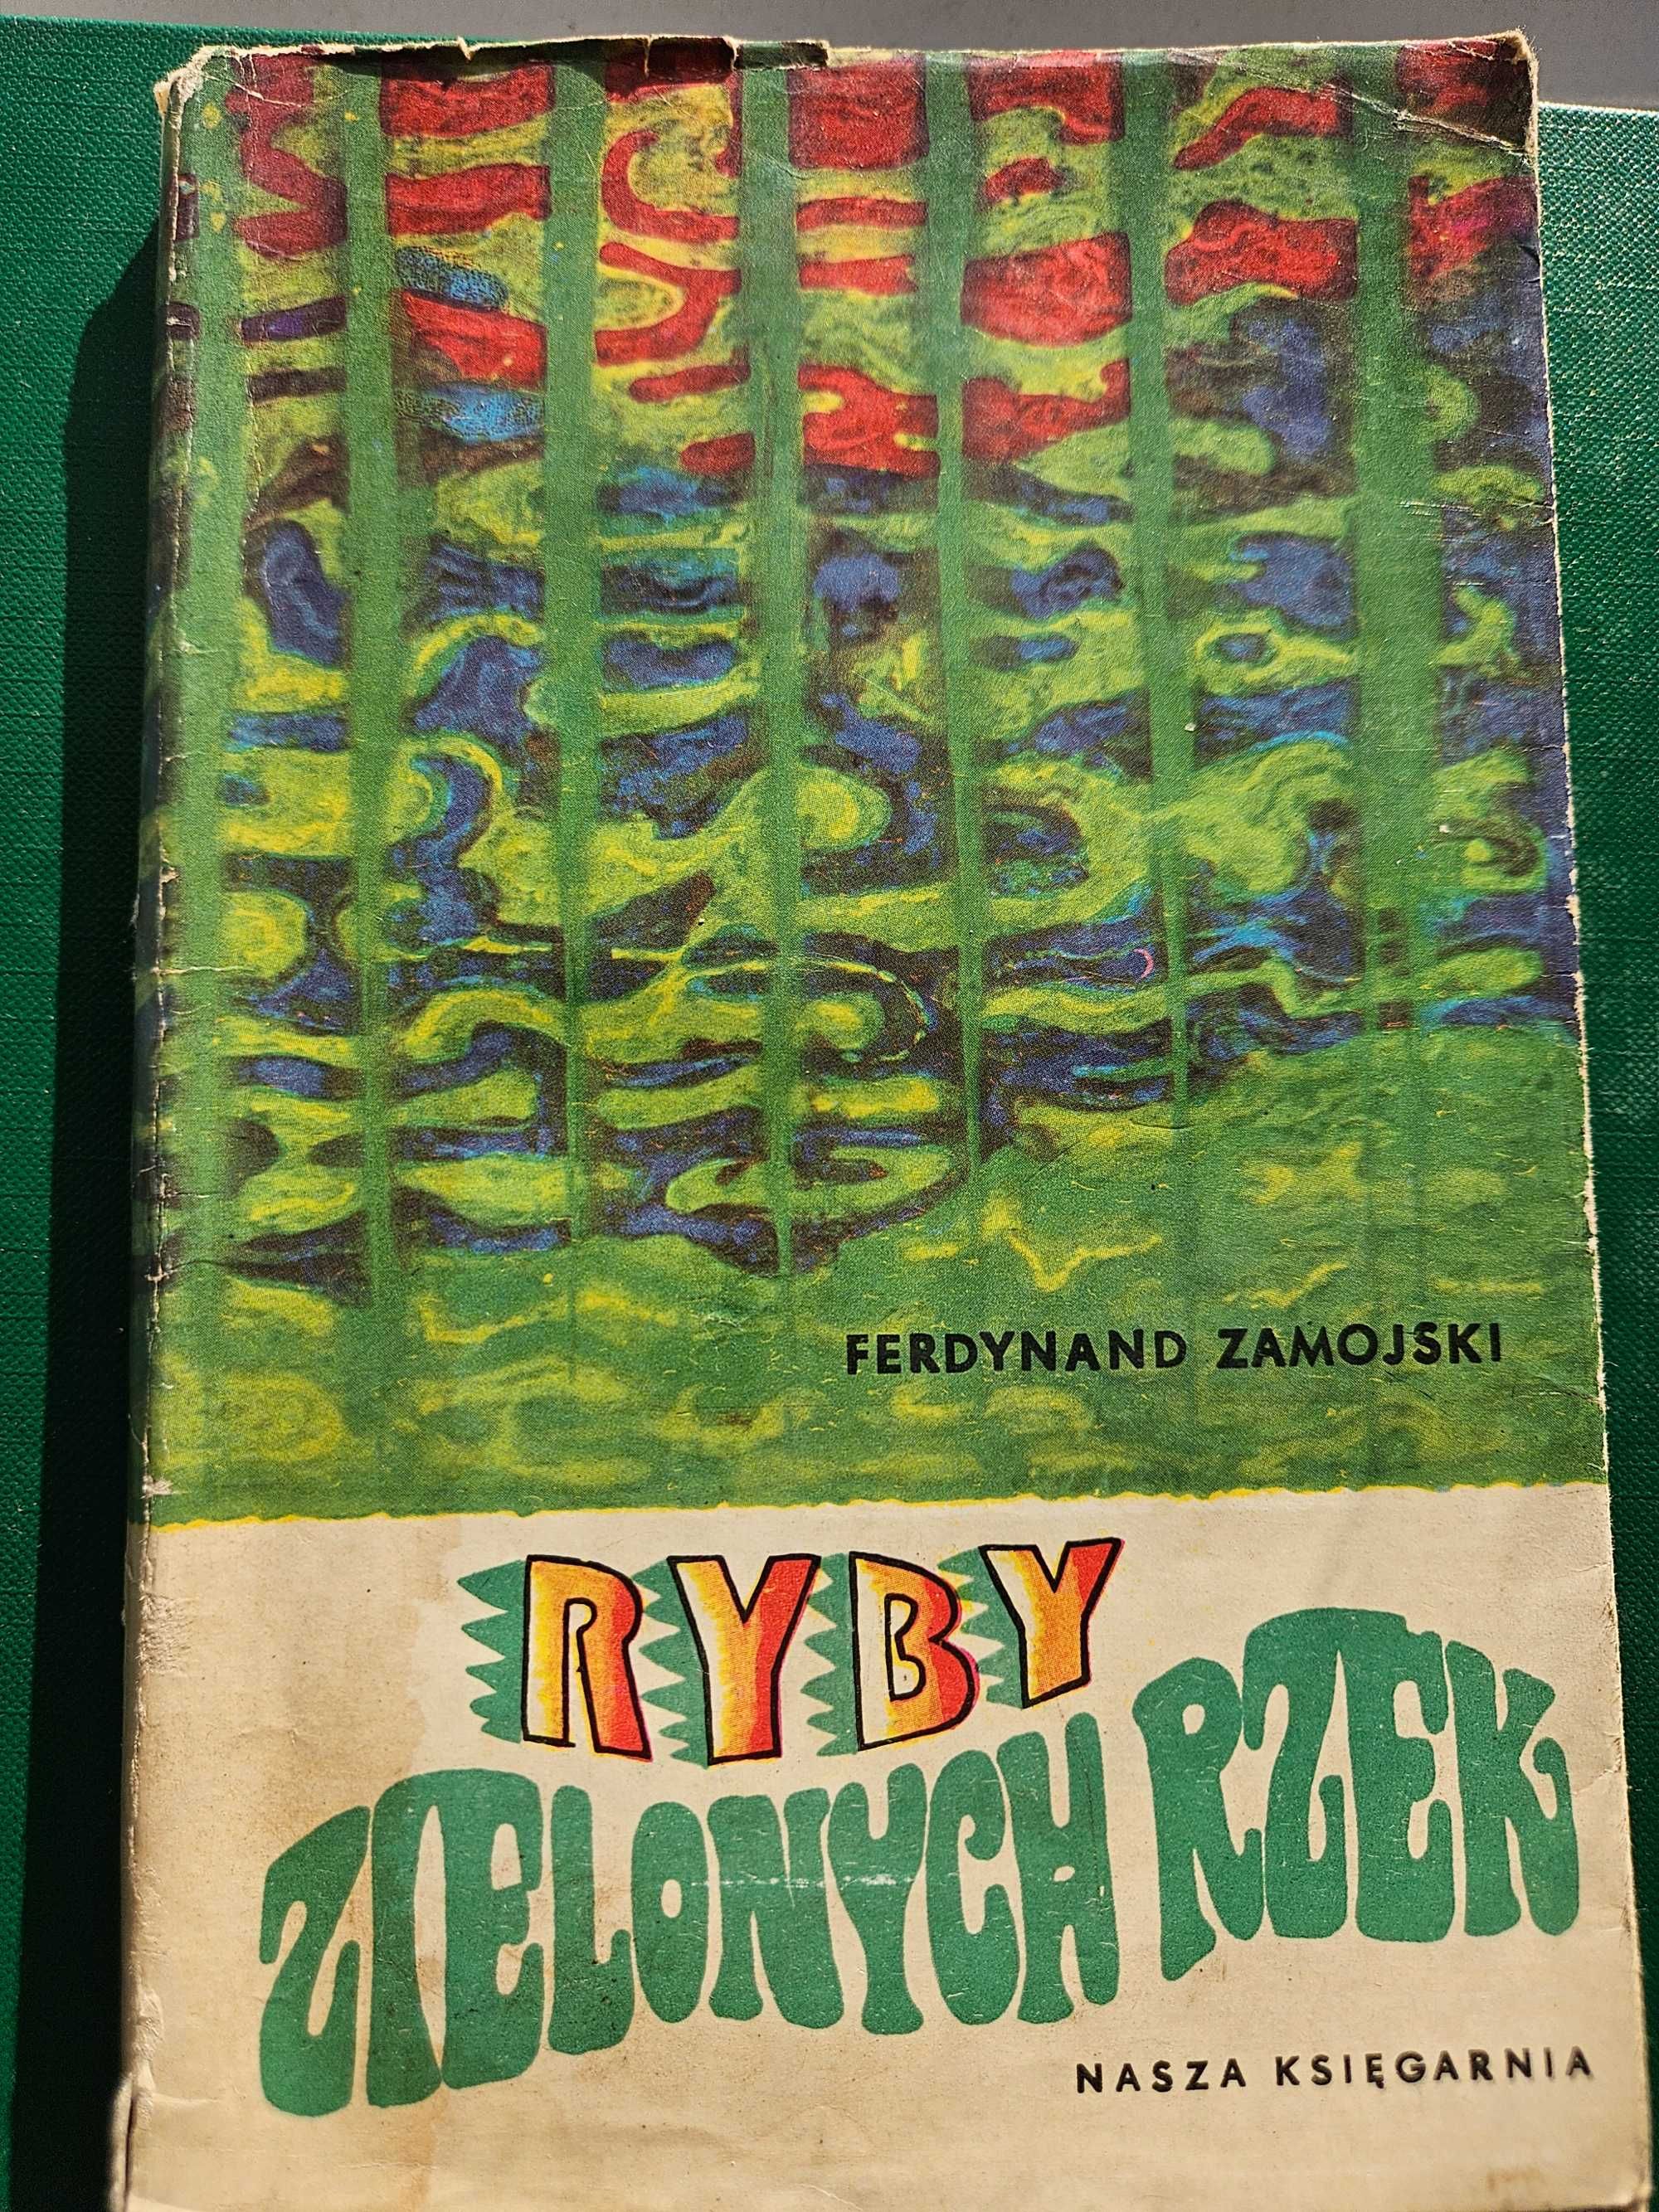 FERDYNAND ZAMOJSKI
RYBY
ZIELONYCH RZEK
NASZA KSIĘGARNIA